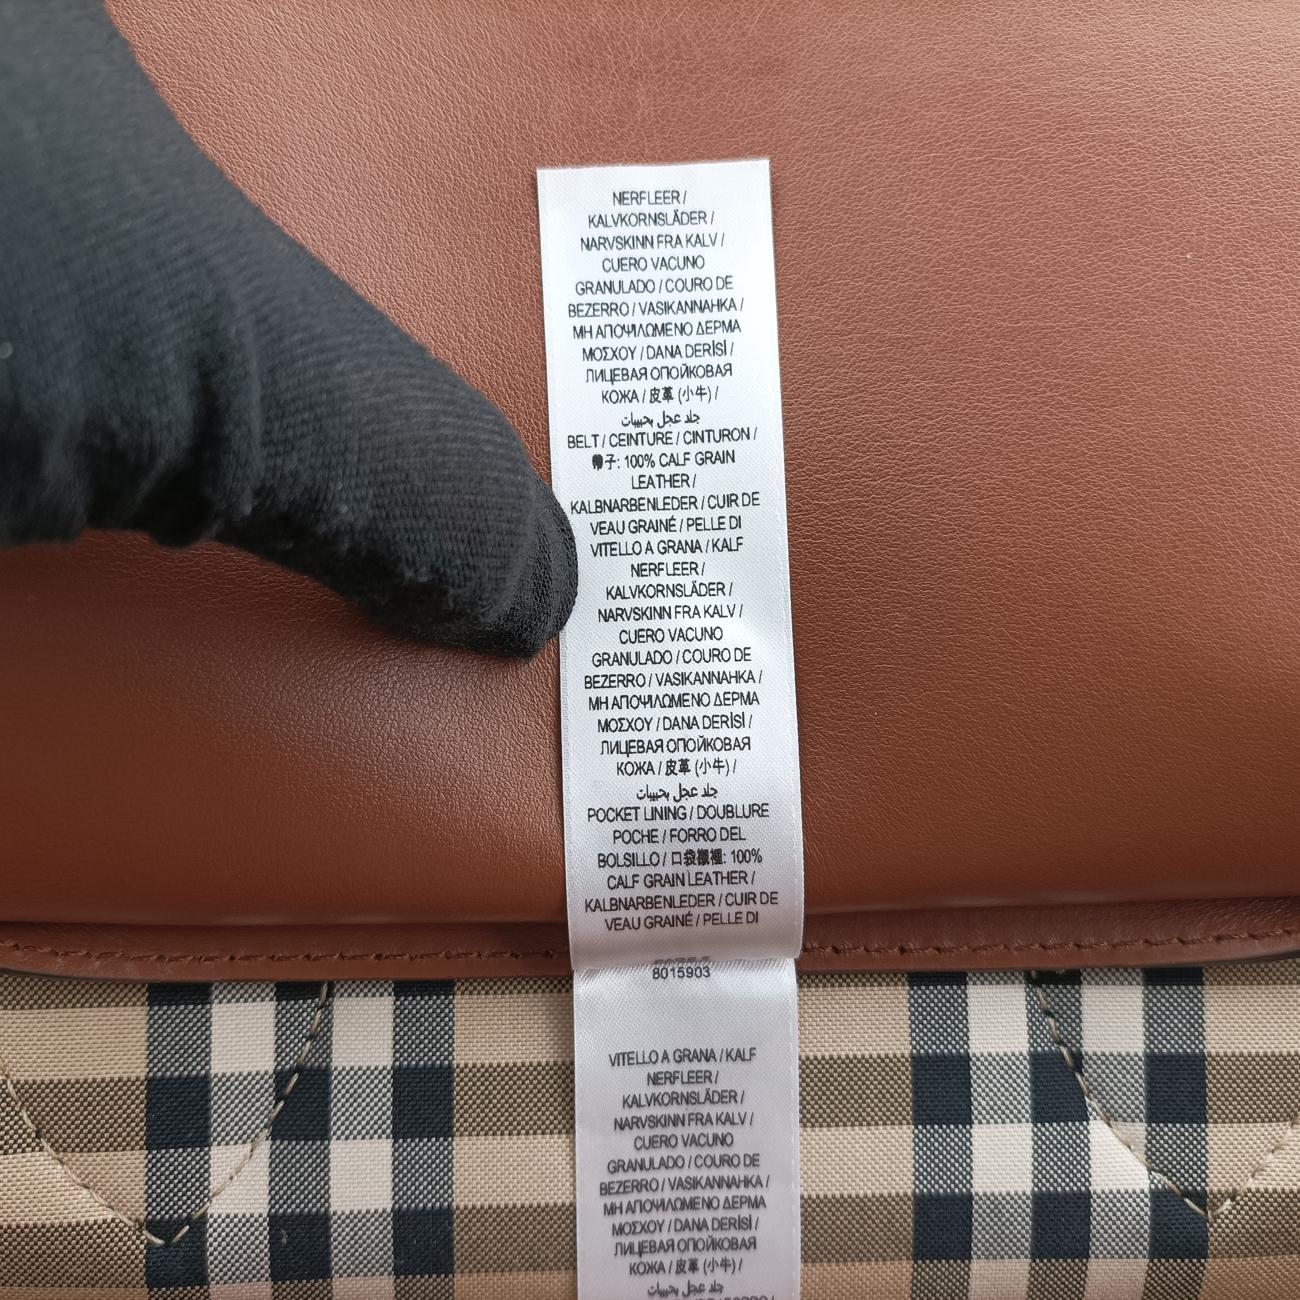 NERFLEER /
KALVKORNSLÄDER /
NARVSKINN FRA KALV /
CUERO VACUNO
GRANULADO / COURO DE
BEZERRO / VASIKANNAHKA /
ΜΗ ΑΠΟΨΙΛΩΜΕΝΟ ΔΕΡΜΑ
ΜΟΣΧΟΥ / DANA DERİSİ /
ЛИЦЕВАЯ ОПОЙКОВАЯ
КОЖА / 皮革 (小牛) /
جلد عجل بحبيبات
BELT / CEINTURE / CINTURON /
帶子: 100% CALF GRAIN
LEATHER /
KALBNARBENLEDER / CUIR DE
VEAU GRAINÉ / PELLE DI
VITELLO A GRANA / KALF
NERFLEER /
KALVKORNSLÄDER /
NARVSKINN FRA KALV /
CUERO VACUNO
GRANULADO / COURO DE
BEZERRO / VASIKANNAHKA /
ΜΗ ΑΠΟΨΙΛΩΜΕΝΟ ΔΕΡΜΑ
ΜΟΣΧΟΥ / DANA DERİSİ /
ЛИЦЕВАЯ ОПОЙКОВАЯ
КОЖА / 皮革 (小牛) /
جلد عجل بحبيبات
POCKET LINING / DOUBLURE
POCHE / FORRO DEL
BOLSILLO / 口袋襯裡: 100%
CALF GRAIN LEATHER /
KALBNARBENLEDER / CUIR DE
VEAU GRAINÉ / PELLE DI
8015903
VITELLO A GRANA / KALF
NERFLEER /
KALVKORNSLÄDER /
NARVSKINN FRA KALV /
CUERO VACUNO
GRANULADO / COURO DE
BEZERRO / VASIKANNAHKA /
ΜΗ ΑΠΟΨΙΛΩΜΕΝΟ ΔΕΡΜΑ
ΜΟΣΧΟΥ / DANA DERİSİ /
ЛИЦЕВАЯ ОПОЙКОВАЯ
КОЖА / 皮革 (小牛) /
جلد عجل بحبيبات